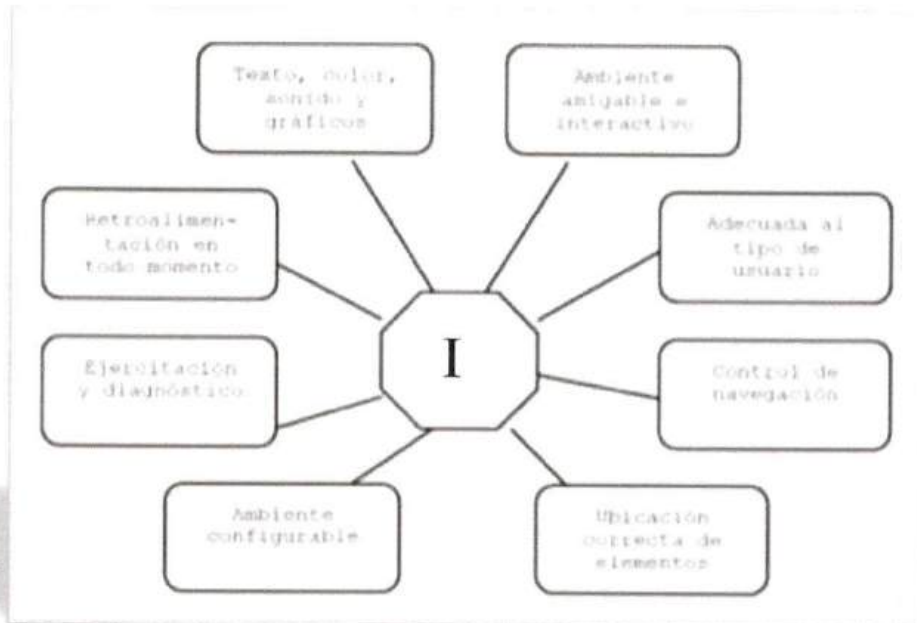 Texto, color,
sonido y
gráficos
Ambiente
amigable e
interactivo
Retroalimen-
tación en
todo momento
Adecuada al
tipo de
usuario
I
Ejercitación
y diagnóstico
Control de
navegación
Ambiente
configurable
Ubicación
correcta de
elementos